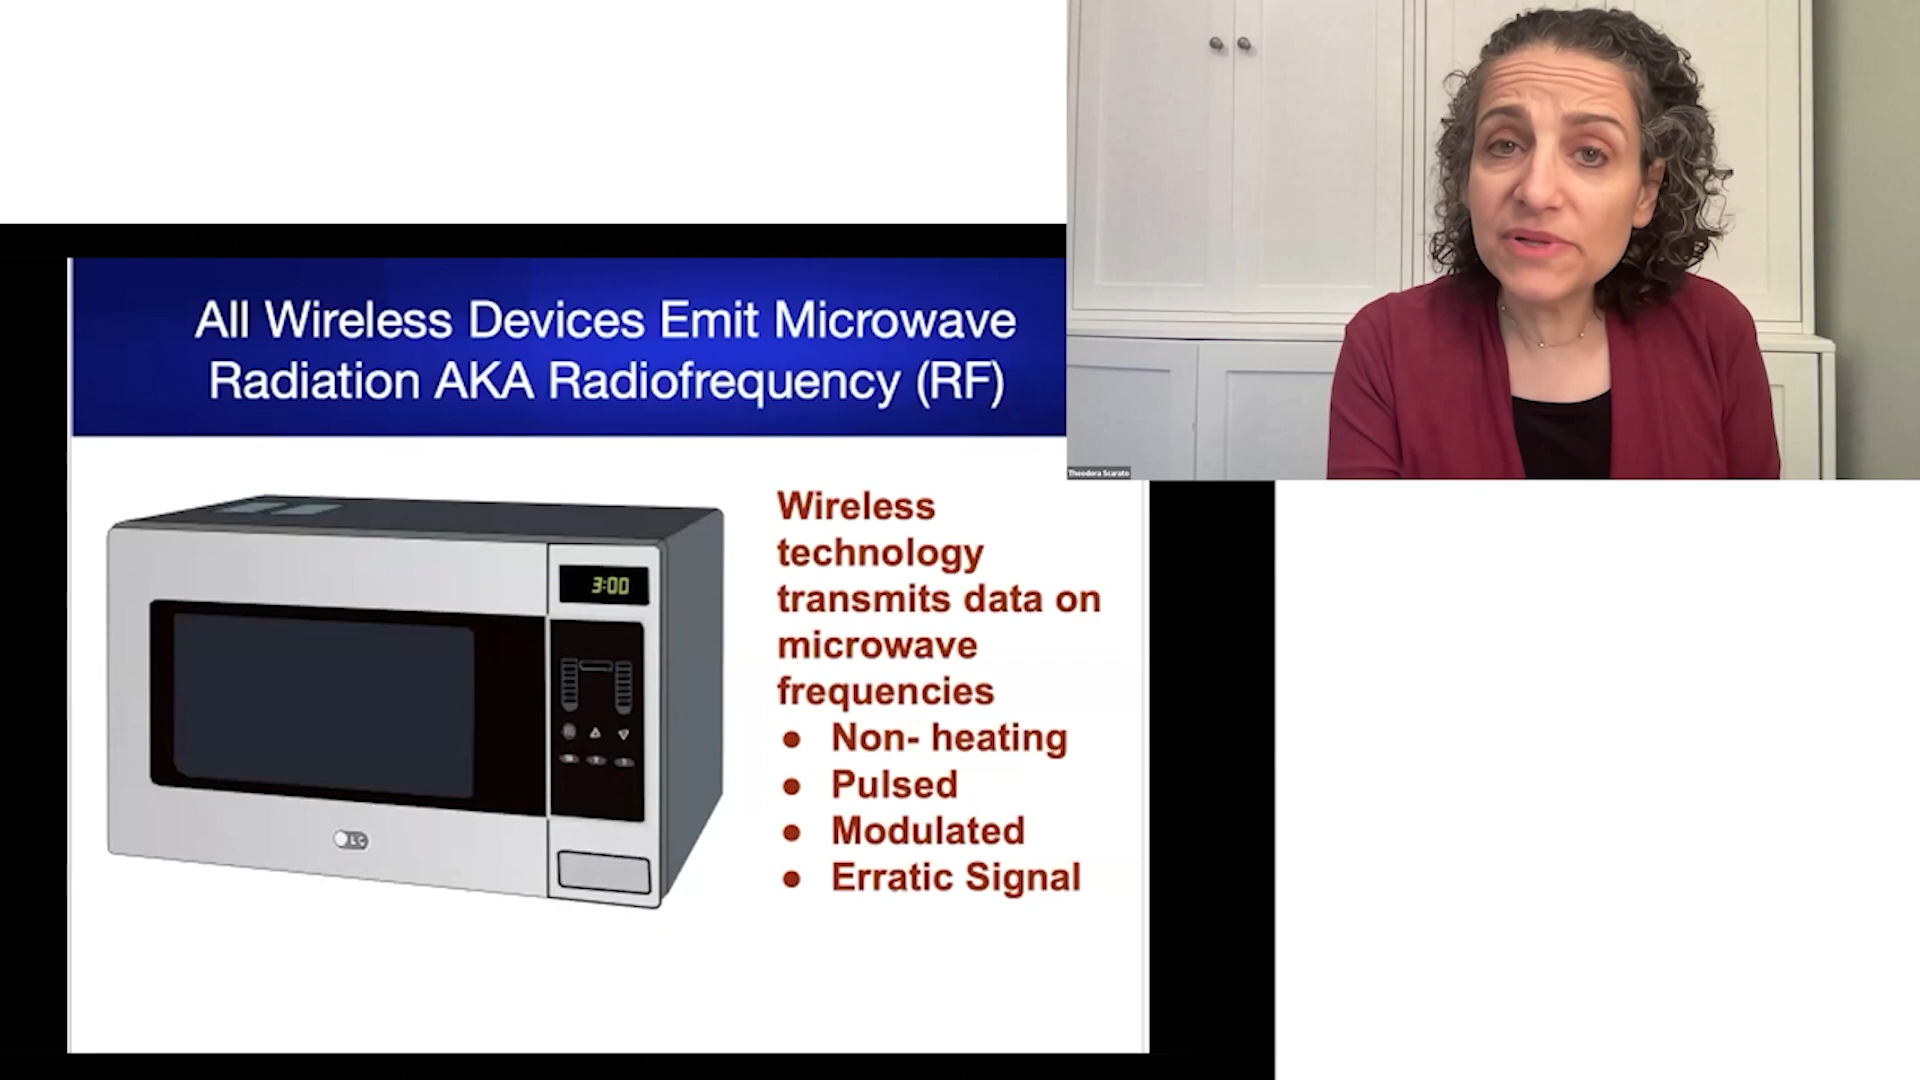 All Wireless Devices Emit Microwave
Radiation AKA Radiofrequency (RF)
Theodora Scarato
3:00
Wireless
technology
transmits data on
microwave
frequencies
● Non- heating
● Pulsed
● Modulated
● Erratic Signal